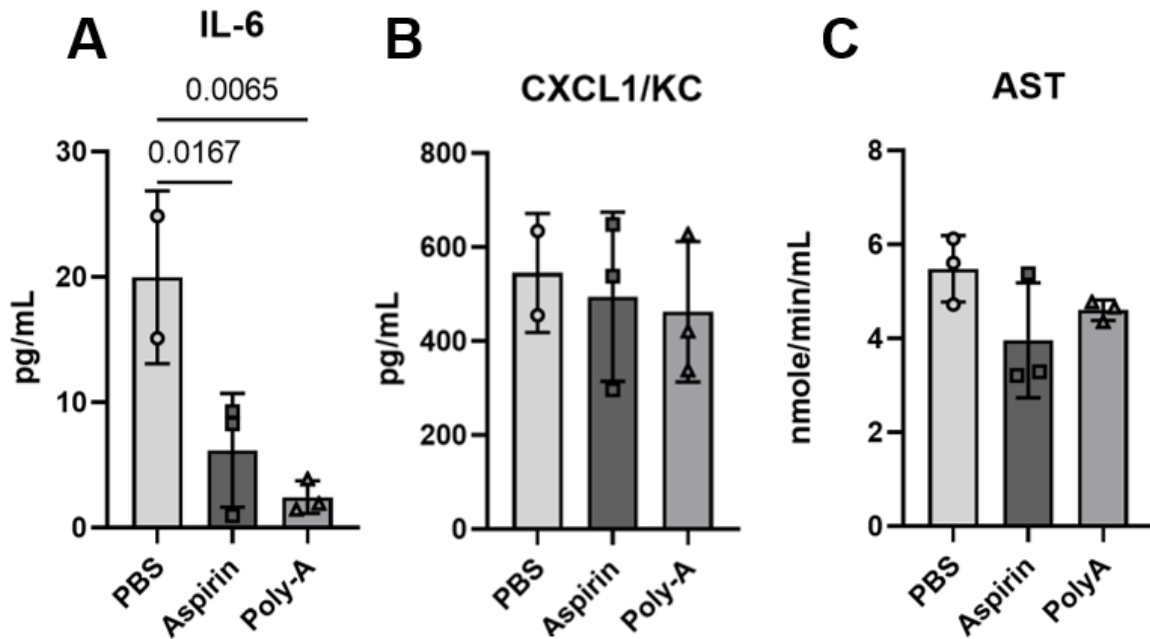 A
IL-6
0.0065
0.0167
30
20
10
0
pg/mL
PBS
Aspirin
Poly-A
B
CXCL1/KC
800
600
400
200
0
pg/mL
PBS
Aspirin
Poly-A
C
AST
8
6
4
2
0
nmole/min/mL
PBS
Aspirin
PolyA